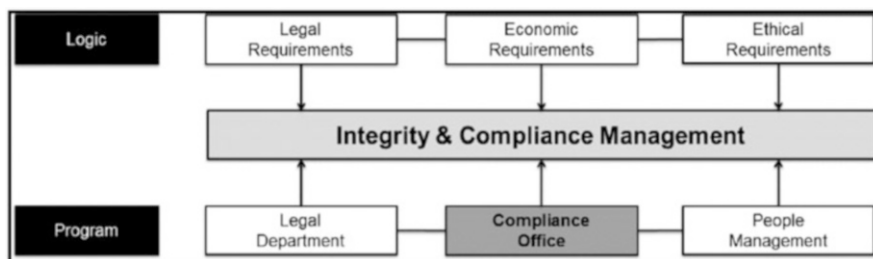 Logic
Legal
Requirements
Economic
Requirements
Ethical
Requirements
Integrity & Compliance Management
Program
Legal
Department
Compliance
Office
People
Management